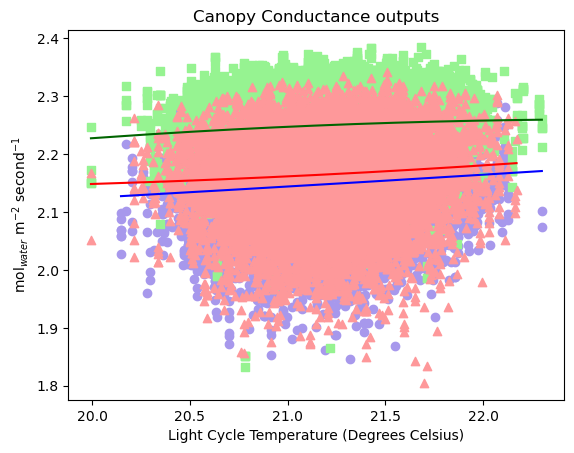 Canopy Conductance outputs
2.4
2.3
2.2
2.1
2.0
1.9
1.8
mol_water m⁻² second⁻¹
20.0 20.5 21.0 21.5 22.0
Light Cycle Temperature (Degrees Celsius)